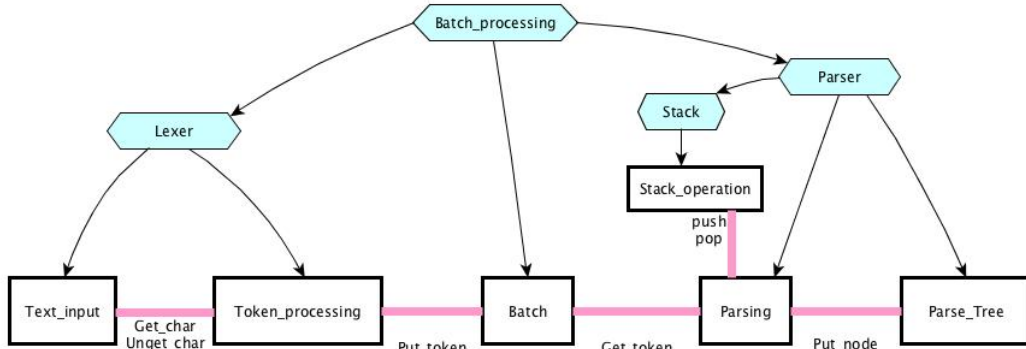 Batch_processing
Parser
Stack
Lexer
Stack_operation
push
pop
Text_input
Token_processing
Batch
Parsing
Parse_Tree
Get_char
Unget_char
Put_token
Get_token
Put_node